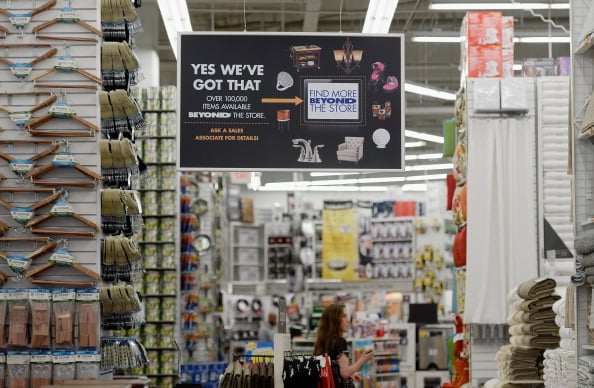 YES WE'VE
GOT THAT
OVER 100,000
ITEMS AVAILABLE
BEYOND THE STORE.
ASK A SALES
ASSOCIATE FOR DETAILS!
FIND MORE
BEYOND
THE STORE